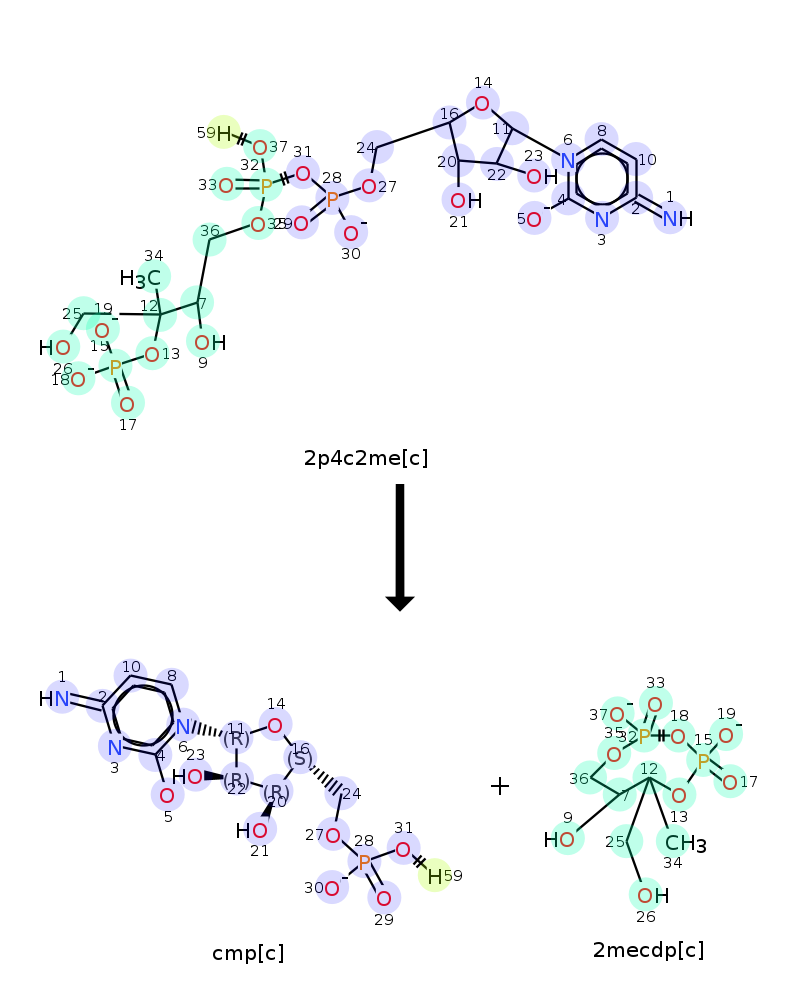 14
16 O 11
59 H O 37 31 24 6 8
32 O 28 20 22 23 N 10
33 O P P O 27 OH OH 5 O⁻ 4 N 2 1 NH
O 35 29 O O⁻ 30 21 3
36
34
H₃C
25 19 O⁻ 12 7
HO 15 P O 13 OH 9
26 18 O⁻ O 17
2p4c2me[c]
1 10 8
HN 2 14
N N 11 O 16
3 4 6 (R) (S)
23 HO (R) (R) 24
O 22 20
5 HO 27 O 28 31
21 P O
30 O⁻ O H 59
29
cmp[c]
+
33
37 O⁻ O 18 19
35 32 P O 15 O⁻
O P
36 12 O 17
7 O 13
9
HO 25 CH₃
34
OH
26
2mecdp[c]